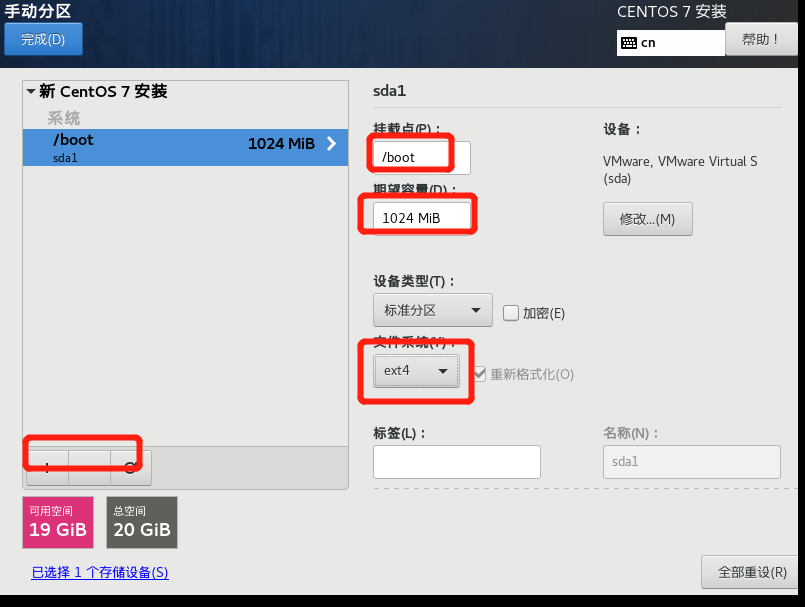 手动分区
CENTOS 7 安装
完成(D)
cn
帮助！
新 CentOS 7 安装
系统
/boot
1024 MiB
sda1
sda1
挂载点(P)：
/boot
期望容量(D)：
1024 MiB
设备：
VMware, VMware Virtual S
(sda)
修改...(M)
设备类型(T)：
标准分区
加密(E)
文件系统(Y)：
ext4
重新格式化(O)
标签(L)：
名称(N)：
sda1
+
可用空间
19 GiB
总空间
20 GiB
已选择 1 个存储设备(S)
全部重设(R)